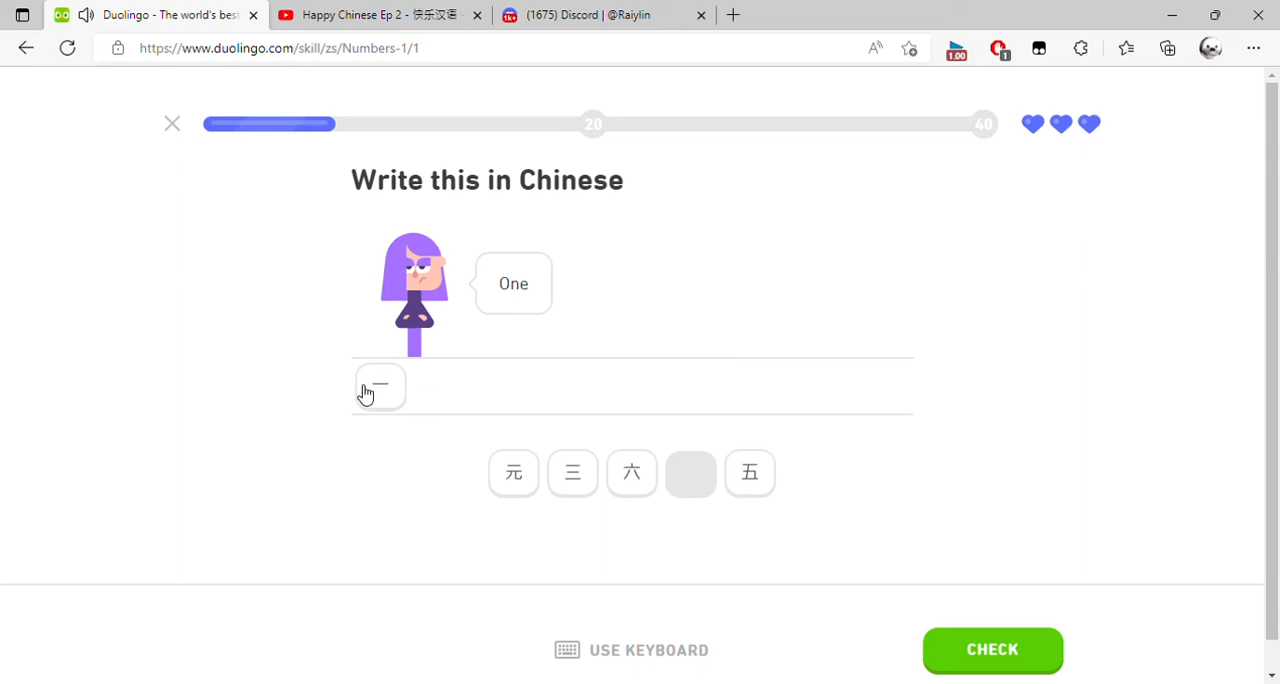 Duolingo - The world's best
Happy Chinese Ep 2 - 快乐汉语
(1675) Discord | @Raiylin
https://www.duolingo.com/skill/zs/Numbers-1/1
1.00
1
20
40
Write this in Chinese
One
一
元 三 六 五
USE KEYBOARD
CHECK